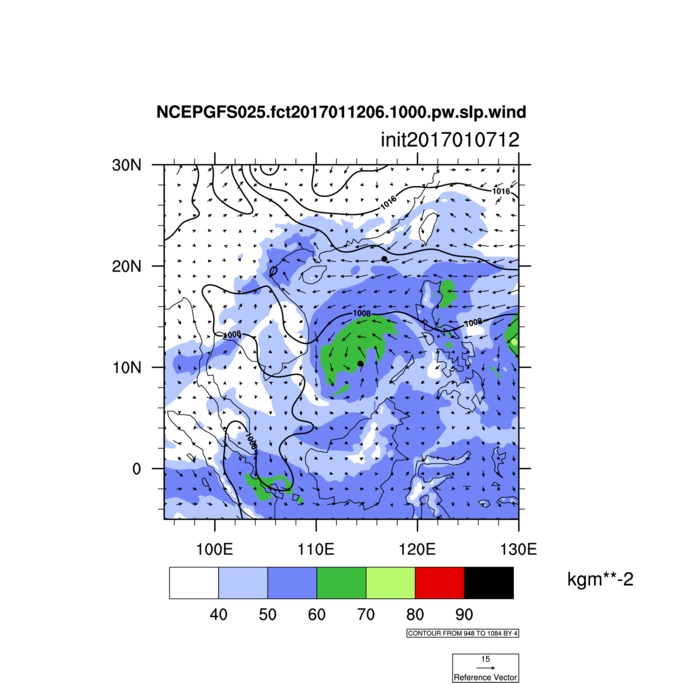 NCEPGFS025.fct2017011206.1000.pw.slp.wind
init2017010712
30N
1016
1016
20N
1008
1008
1008
10N
1008
0
100E 110E 120E 130E
kgm**-2
40 50 60 70 80 90
CONTOUR FROM 948 TO 1084 BY 4
15
Reference Vector